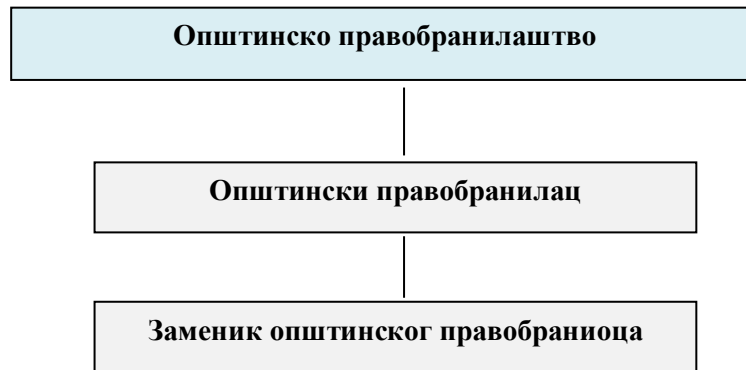 Општинско правобранилаштво
Општински правобранилац
Заменик општинског правобраниоца